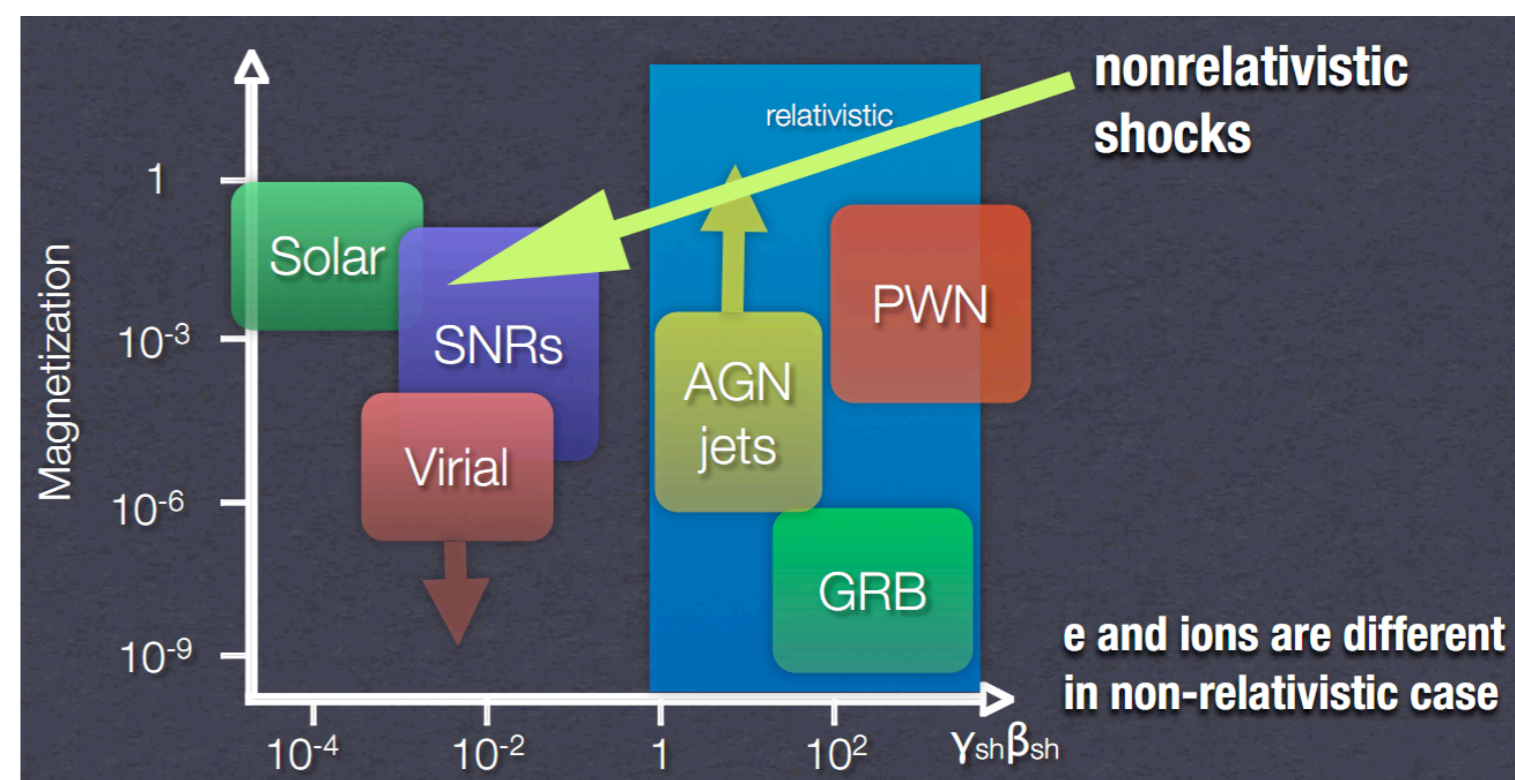 nonrelativistic
shocks
relativistic
Magnetization
1
10⁻³
10⁻⁶
10⁻⁹
Solar
SNRs
Virial
AGN
jets
PWN
GRB
e and ions are different
in non-relativistic case
10⁻⁴
10⁻²
1
10²
γshβsh